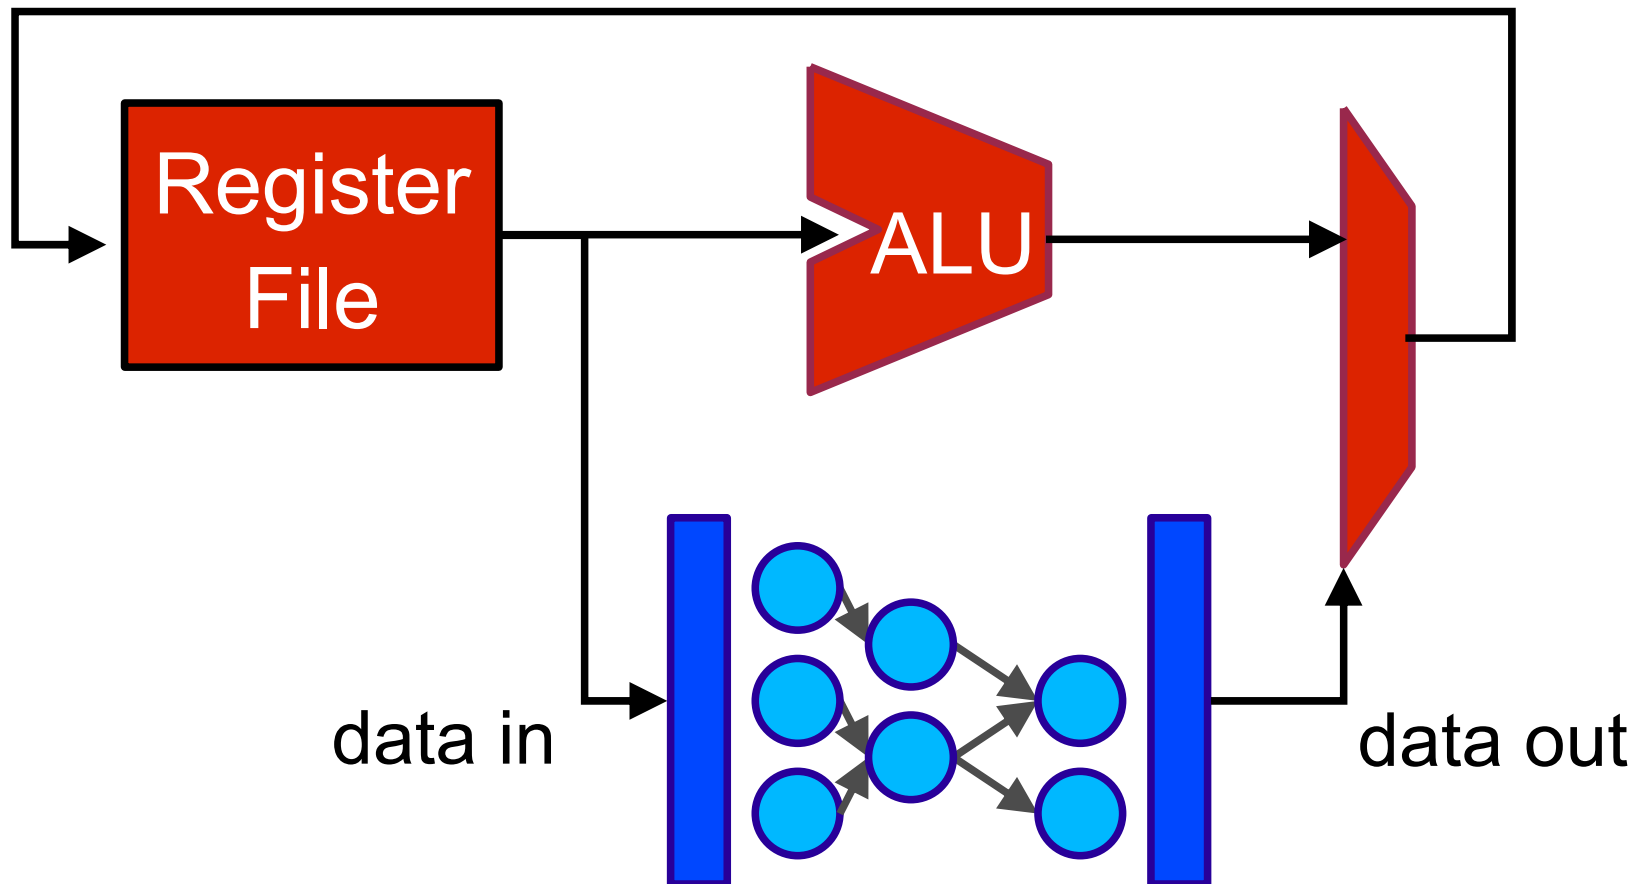 Register
File
ALU
data in
data out